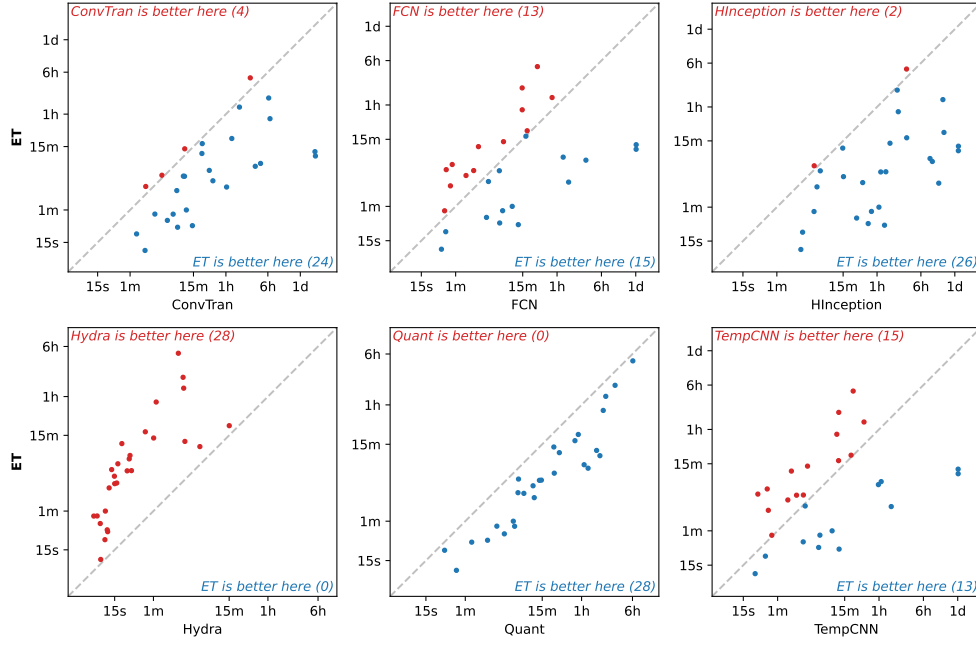 ConvTran is better here (4)
1d
6h
1h
15m
1m
15s
ET
ET is better here (24)
15s 1m 15m 1h 6h 1d
ConvTran
FCN is better here (13)
1d
6h
1h
15m
1m
15s
ET is better here (15)
15s 1m 15m 1h 6h 1d
FCN
HInception is better here (2)
1d
6h
1h
15m
1m
15s
ET is better here (26)
15s 1m 15m 1h 6h 1d
HInception
Hydra is better here (28)
6h
1h
15m
1m
15s
ET
ET is better here (0)
15s 1m 15m 1h 6h
Hydra
Quant is better here (0)
6h
1h
15m
1m
15s
ET is better here (28)
1m 15m 1h 6h
Quant
TempCNN is better here (15)
1d
6h
1h
15m
1m
15s
ET is better here (13)
15s 1m 15m 1h 6h 1d
TempCNN